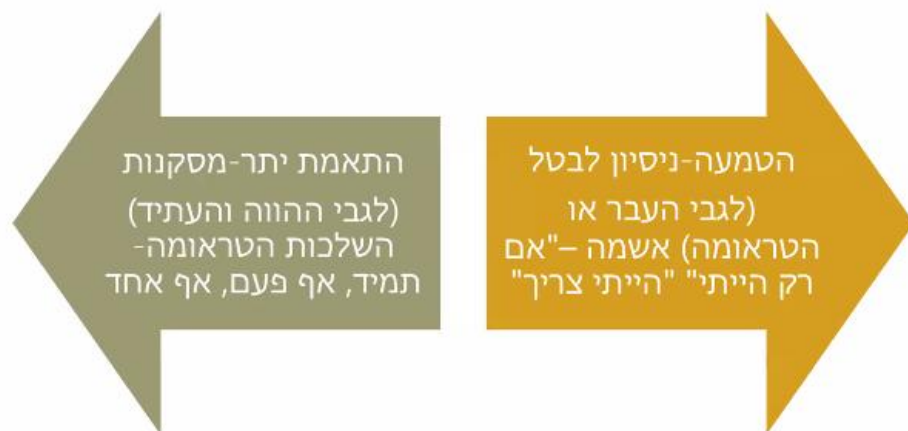 הטמעה-ניסיון לבטל
(לגבי העבר או
הטראומה) אשמה –"אם
רק הייתי" "הייתי צריך"
התאמת יתר-מסקנות
(לגבי ההווה והעתיד)
השלכות הטראומה-
תמיד, אף פעם, אף אחד